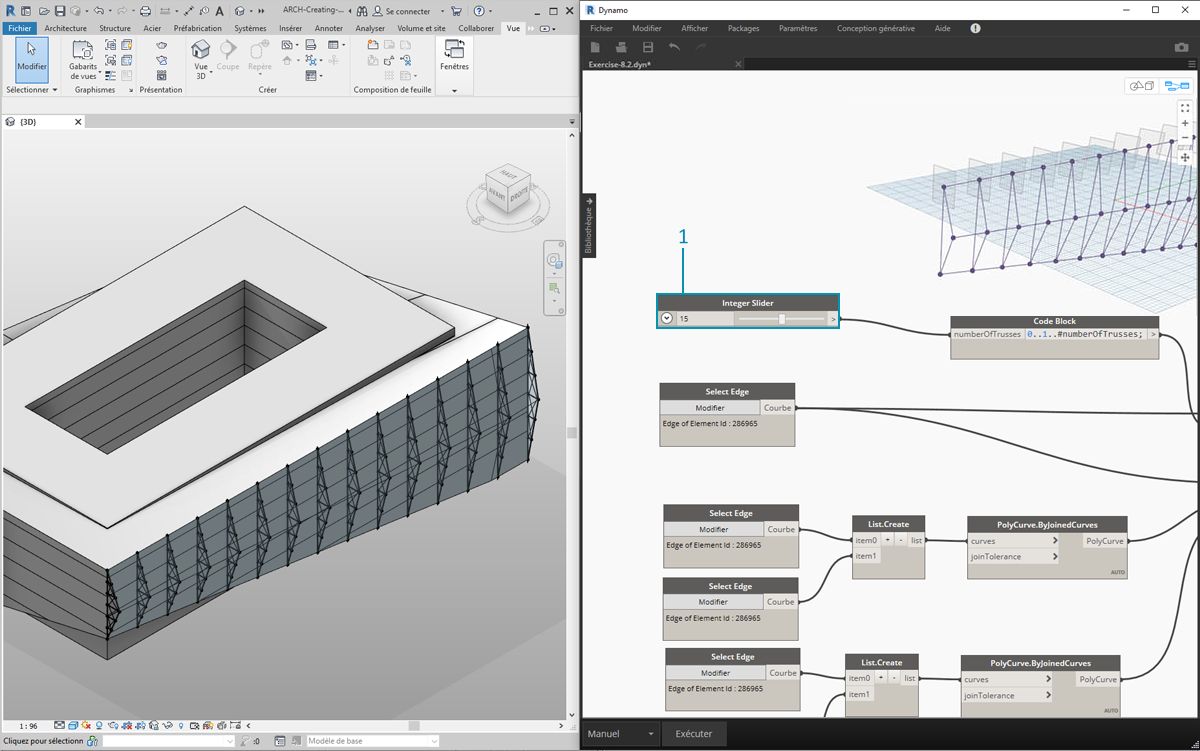 ARCH-Creating-...
Se connecter
Fichier Architecture Structure Acier Préfabrication Systèmes Insérer Annoter Analyser Volume et site Collaborer Vue
Modifier
Gabarits
de vues
Vue
3D
Coupe
Repère
Fenêtres
Sélectionner Graphismes Présentation Créer Composition de feuille
{3D}
HAUT
AVANT
DROITE
1 : 96
Cliquez pour sélectionn
:0
Modèle de base
Dynamo
Fichier Modifier Afficher Packages Paramètres Conception générative Aide
Exercise-8.2.dyn*
Bibliothèque
1
Integer Slider
15
>
Code Block
numberOfTrusses
0..1..#numberOfTrusses;
>
Select Edge
Modifier
Courbe
Edge of Element Id : 286965
Select Edge
Modifier
Courbe
Edge of Element Id : 286965
Select Edge
Modifier
Courbe
Edge of Element Id : 286965
List.Create
item0 + - list
item1
PolyCurve.ByJoinedCurves
curves > PolyCurve
joinTolerance >
AUTO
Select Edge
Modifier
Courbe
Edge of Element Id : 286965
List.Create
item0 + - list
item1
PolyCurve.ByJoinedCurves
curves > PolyCurve
joinTolerance >
AUTO
Manuel
Exécuter